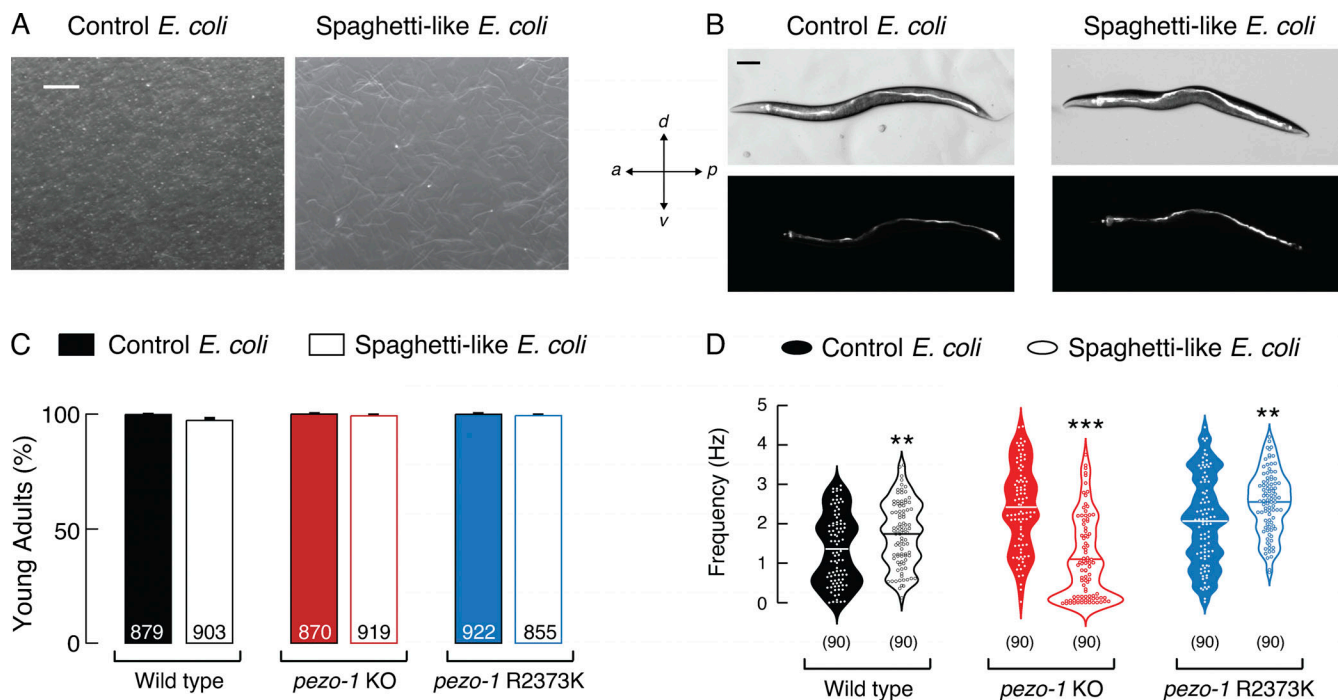 A
Control E. coli
Spaghetti-like E. coli
B
Control E. coli
Spaghetti-like E. coli
d
a
p
v
C
Control E. coli
Spaghetti-like E. coli
Young Adults (%)
100
50
0
879
903
870
919
922
855
Wild type
pezo-1 KO
pezo-1 R2373K
D
Control E. coli
Spaghetti-like E. coli
Frequency (Hz)
5
4
3
2
1
0
**
***
**
(90)
(90)
(90)
(90)
(90)
(90)
Wild type
pezo-1 KO
pezo-1 R2373K